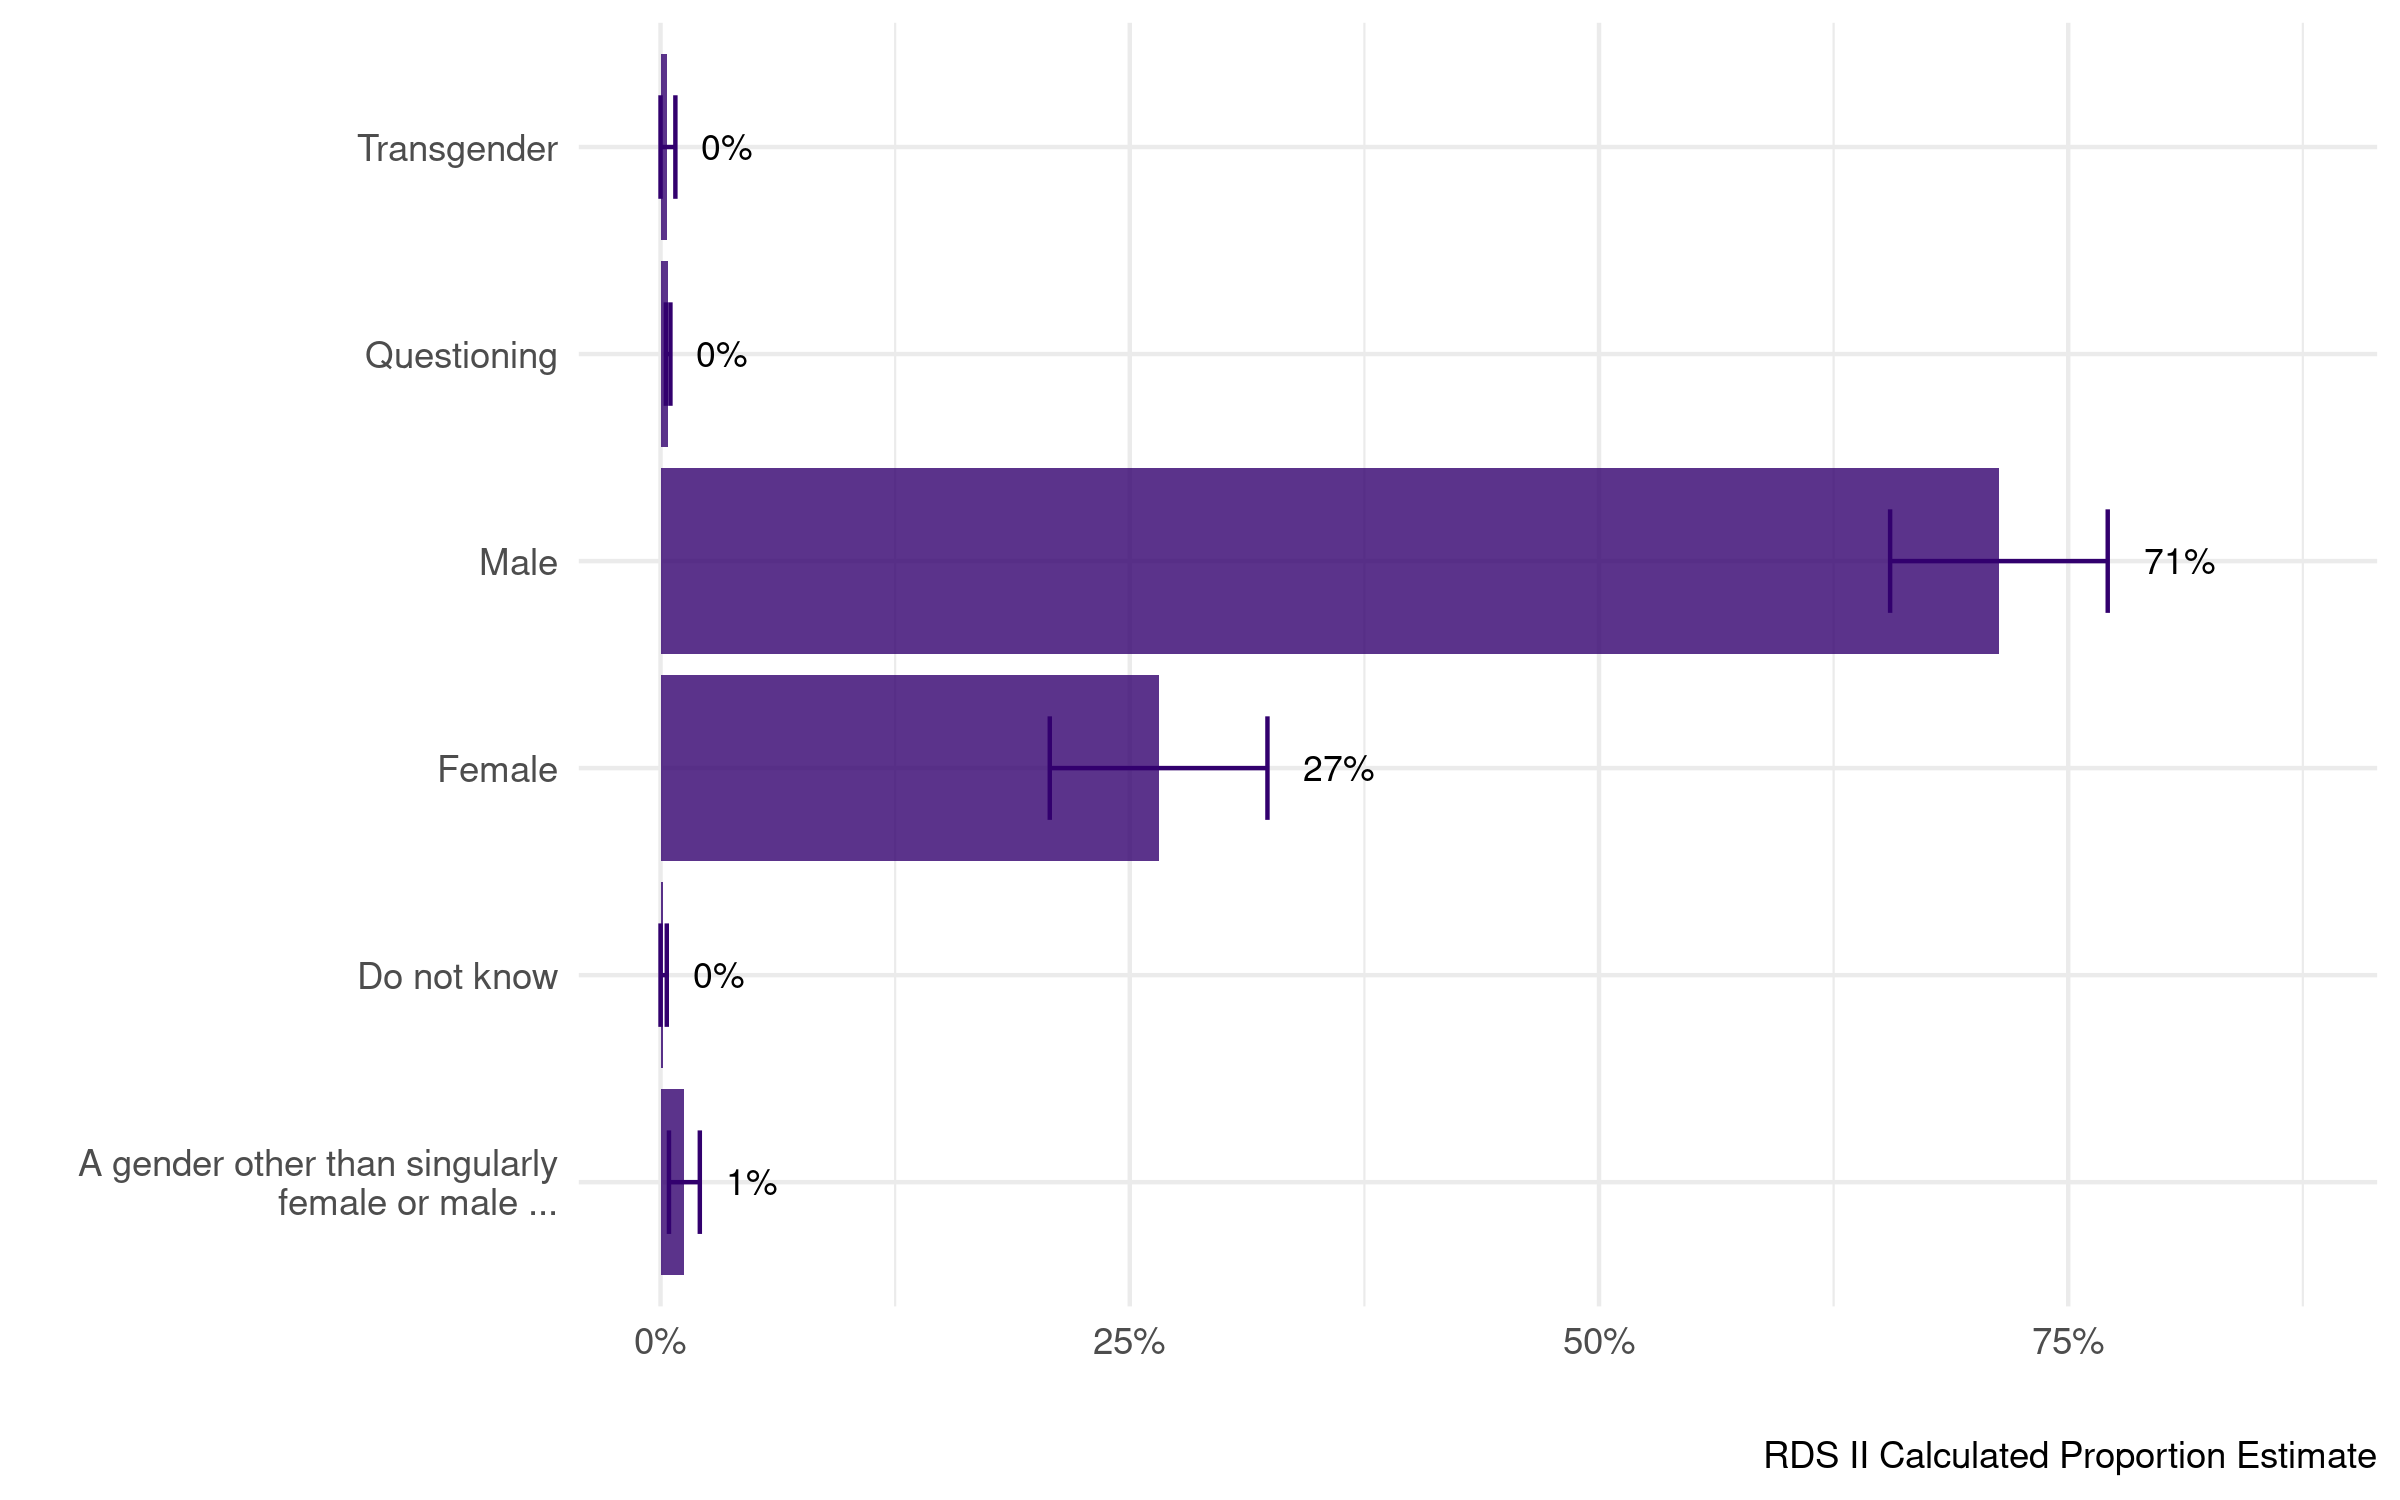 Transgender
0%
Questioning
0%
Male
71%
Female
27%
Do not know
0%
A gender other than singularly
female or male ...
1%
0%
25%
50%
75%
RDS II Calculated Proportion Estimate